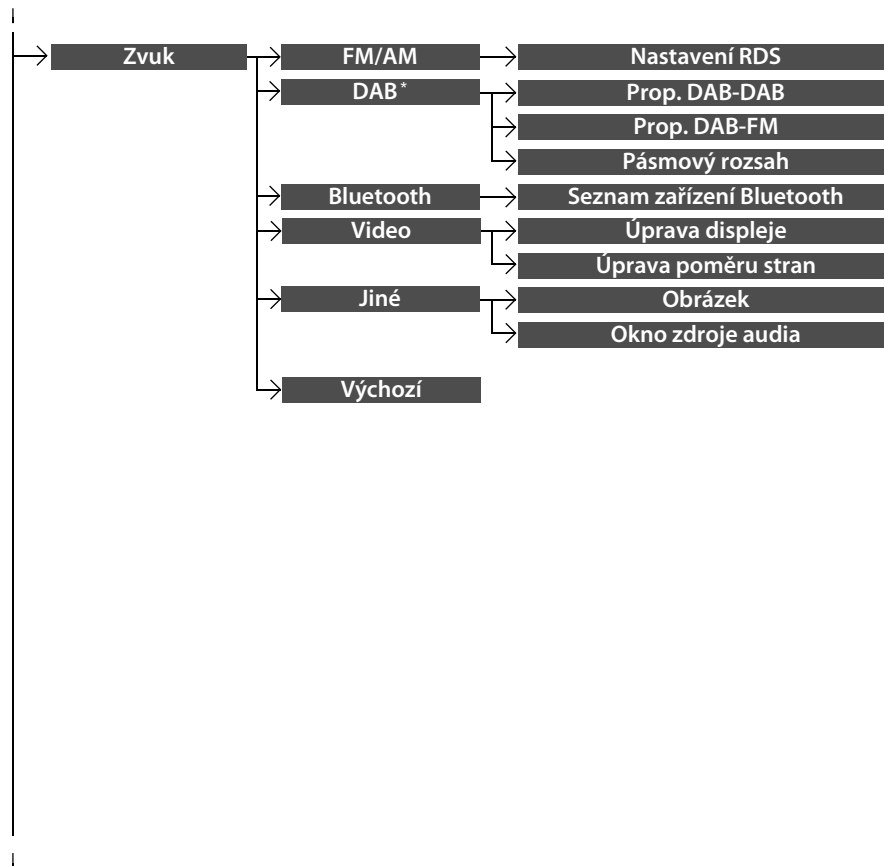 Zvuk FM/AM Nastavení RDS
DAB* Prop. DAB-DAB
Prop. DAB-FM
Pásmový rozsah
Bluetooth Seznam zařízení Bluetooth
Video Úprava displeje
Úprava poměru stran
Jiné Obrázek
Okno zdroje audia
Výchozí